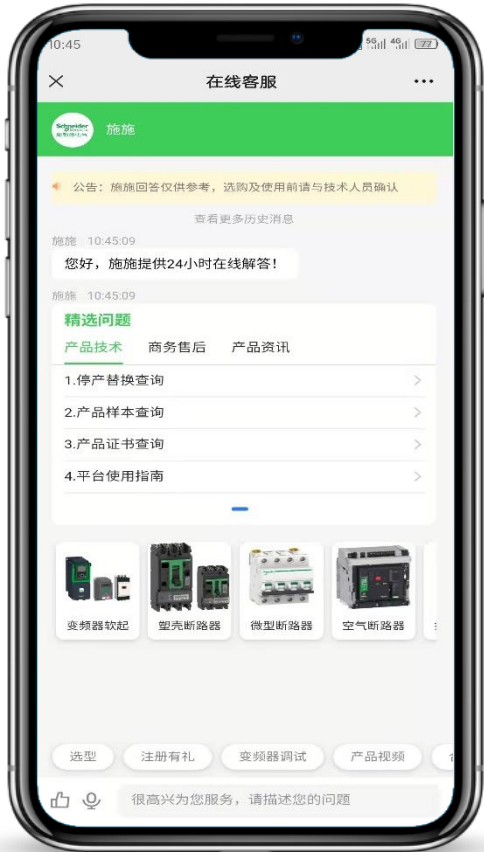 10:45
5G 4G 77
在线客服
Schneider
施施
公告：施施回答仅供参考，选购及使用前请与技术人员确认
查看更多历史消息
施施 10:45:09
您好，施施提供24小时在线解答！
施施 10:45:09
精选问题
产品技术 商务售后 产品资讯
1.停产替换查询
2.产品样本查询
3.产品证书查询
4.平台使用指南
变频器软起 塑壳断路器 微型断路器 空气断路器
选型 注册有礼 变频器调试 产品视频
很高兴为您服务，请描述您的问题